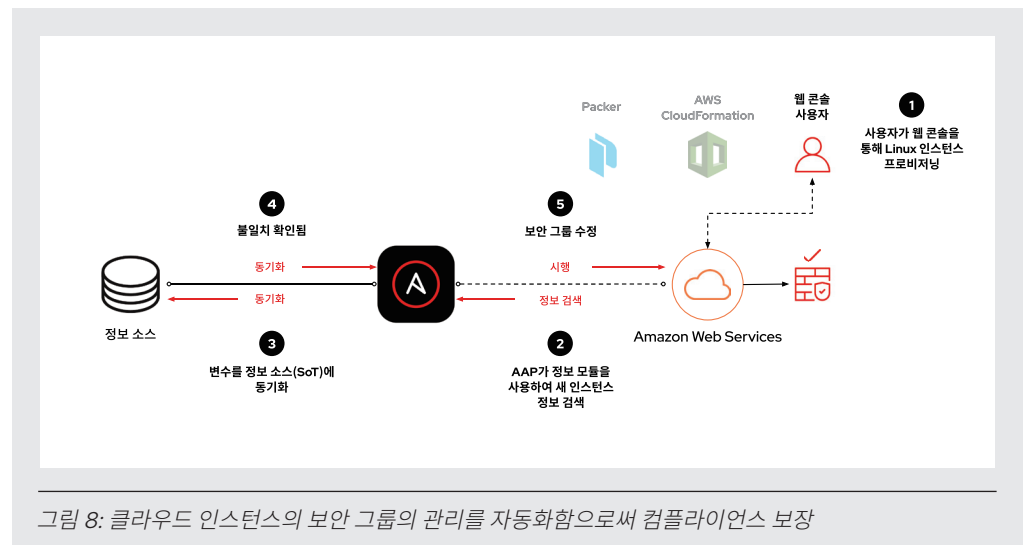 Packer
AWS
CloudFormation
웹 콘솔
사용자
1
사용자가 웹 콘솔을
통해 Linux 인스턴스
프로비저닝
4
불일치 확인됨
5
보안 그룹 수정
동기화
시행
동기화
정보 검색
정보 소스
Amazon Web Services
3
변수를 정보 소스(SoT)에
동기화
2
AAP가 정보 모듈을
사용하여 새 인스턴스
정보 검색
그림 8: 클라우드 인스턴스의 보안 그룹의 관리를 자동화함으로써 컴플라이언스 보장